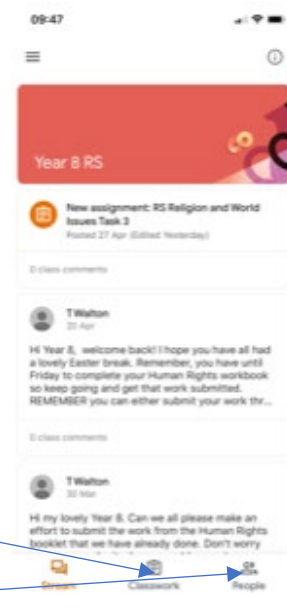 09:47
Year 8 RS
New assignment: RS Religion and World
Issues Task 3
Posted 27 Apr (Edited Yesterday)
0 class comments
T Walton
20 Apr
Hi Year 8, welcome back! I hope you have all had
a lovely Easter break. Remember, you have until
Friday to complete your Human Rights workbook
so keep going and get that work submitted.
REMEMBER you can either submit your work thr...
0 class comments
T Walton
30 Mar
Hi my lovely Year 8. Can we all please make an
effort to submit the work from the Human Rights
booklet that we have already done. Don't worry
Stream
Classwork
People